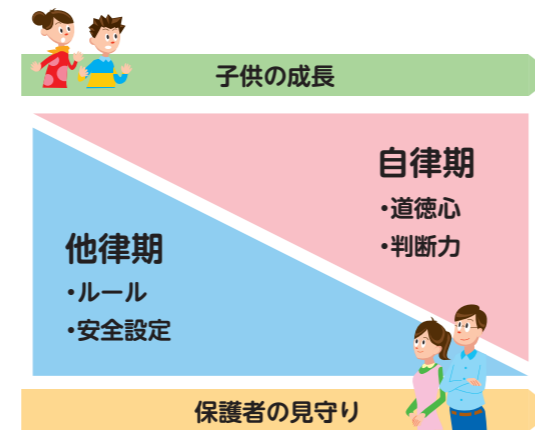 子供の成長
自律期
・道徳心
・判断力
他律期
・ルール
・安全設定
保護者の見守り